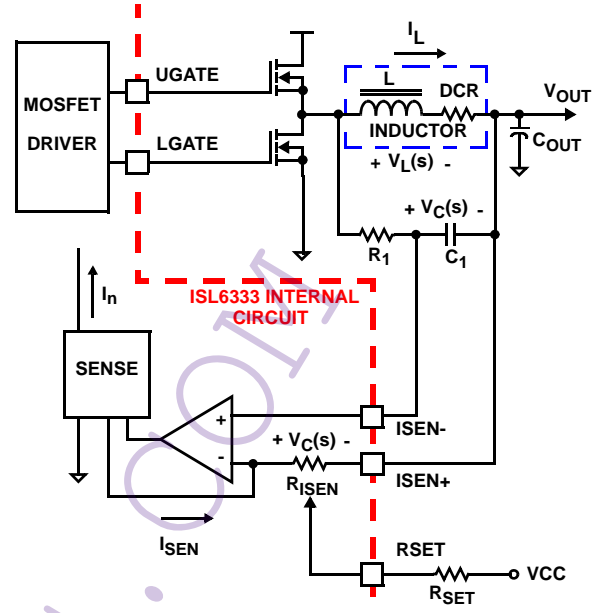 I_L
UGATE
L
DCR
V_OUT
MOSFET
DRIVER
INDUCTOR
C_OUT
LGATE
+ V_L(s) -
+ V_C(s) -
R_1
C_1
I_n
ISL6333 INTERNAL
CIRCUIT
SENSE
+
ISEN-
-
+ V_C(s) -
R_ISEN
ISEN+
I_SEN
RSET
VCC
R_SET
. COM